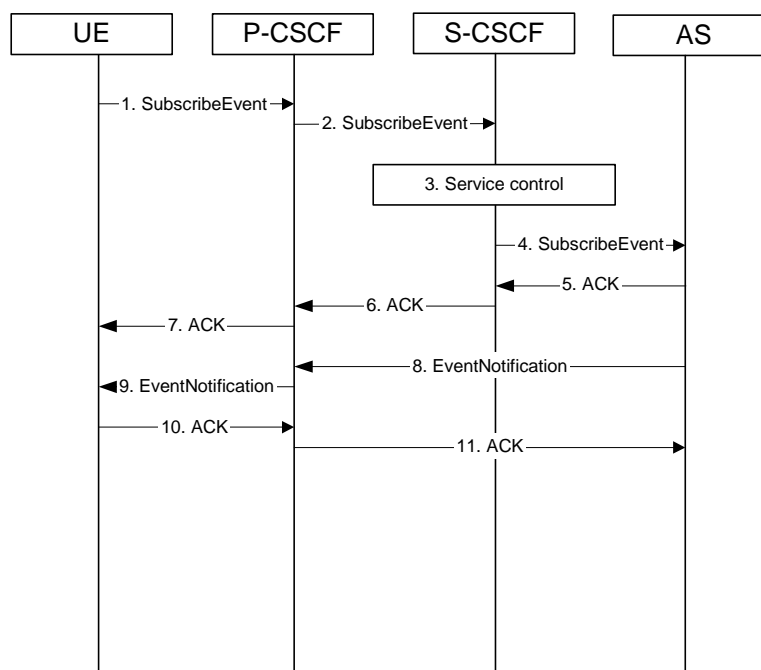 UE
P-CSCF
S-CSCF
AS
1. SubscribeEvent
2. SubscribeEvent
3. Service control
4. SubscribeEvent
5. ACK
6. ACK
7. ACK
8. EventNotification
9. EventNotification
10. ACK
11. ACK